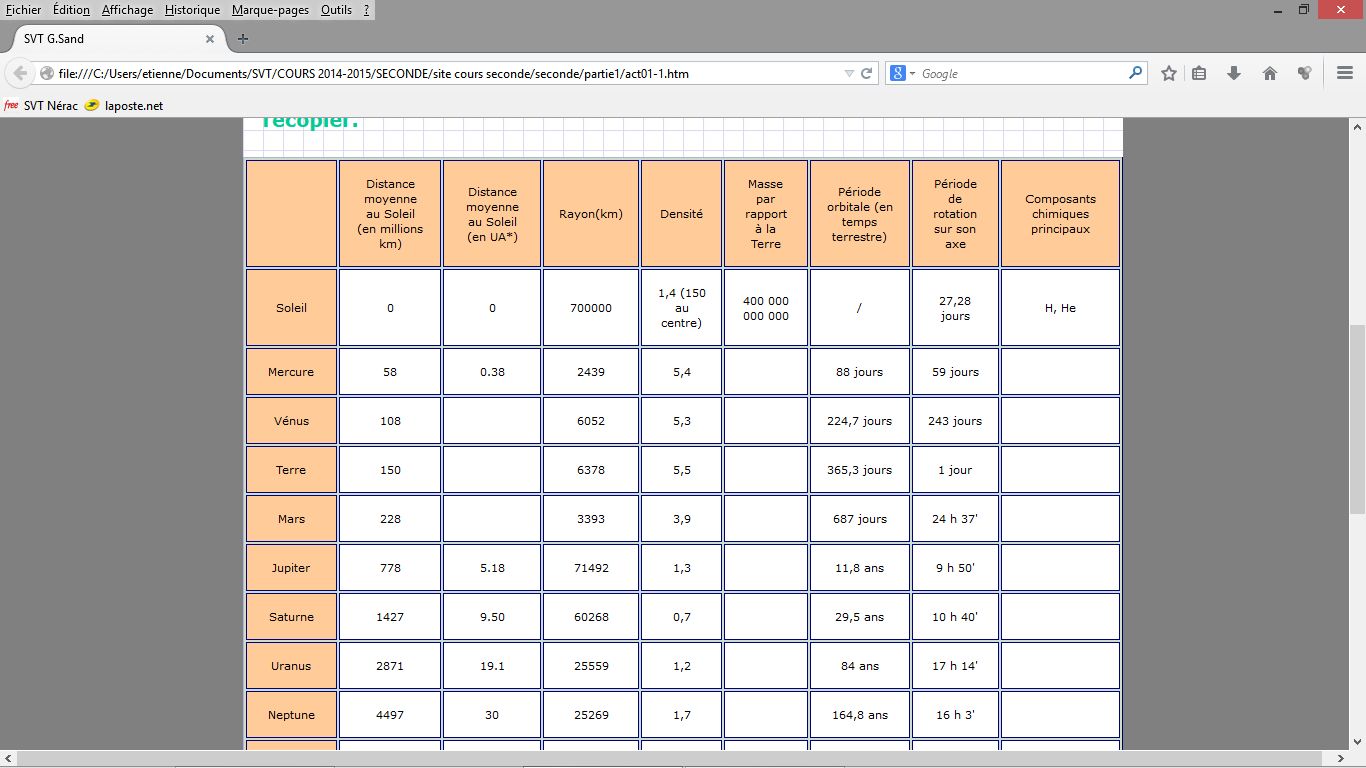 Fichier Édition Affichage Historique Marque-pages Outils ?
SVT G.Sand
file:///C:/Users/etienne/Documents/SVT/COURS 2014-2015/SECONDE/site cours seconde/seconde/partie1/act01-1.htm
Google
free SVT Nérac laposte.net
recopier.
Distance moyenne au Soleil (en millions km) Distance moyenne au Soleil (en UA*) Rayon(km) Densité Masse par rapport à la Terre Période orbitale (en temps terrestre) Période de rotation sur son axe Composants chimiques principaux
Soleil 0 0 700000 1,4 (150 au centre) 400 000 000 000 / 27,28 jours H, He
Mercure 58 0.38 2439 5,4 88 jours 59 jours
Vénus 108 6052 5,3 224,7 jours 243 jours
Terre 150 6378 5,5 365,3 jours 1 jour
Mars 228 3393 3,9 687 jours 24 h 37'
Jupiter 778 5.18 71492 1,3 11,8 ans 9 h 50'
Saturne 1427 9.50 60268 0,7 29,5 ans 10 h 40'
Uranus 2871 19.1 25559 1,2 84 ans 17 h 14'
Neptune 4497 30 25269 1,7 164,8 ans 16 h 3'